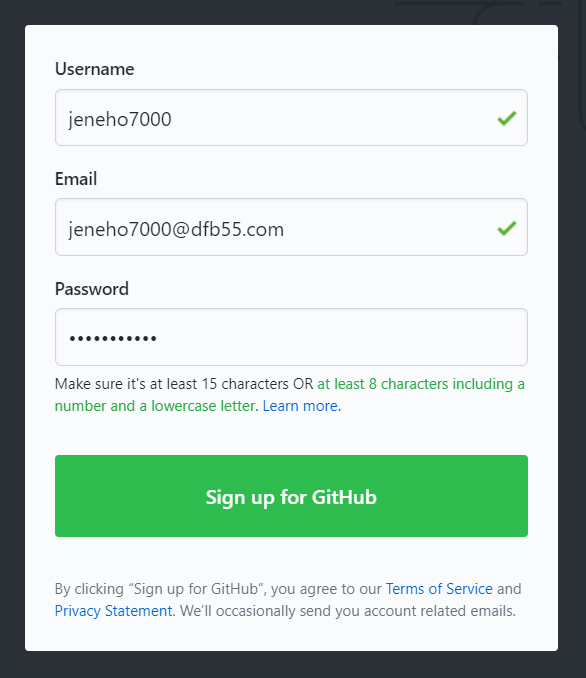 Username
jeneho7000
Email
jeneho7000@dfb55.com
Password
•••••••••••
Make sure it's at least 15 characters OR at least 8 characters including a
number and a lowercase letter. Learn more.
Sign up for GitHub
By clicking “Sign up for GitHub”, you agree to our Terms of Service and
Privacy Statement. We’ll occasionally send you account related emails.